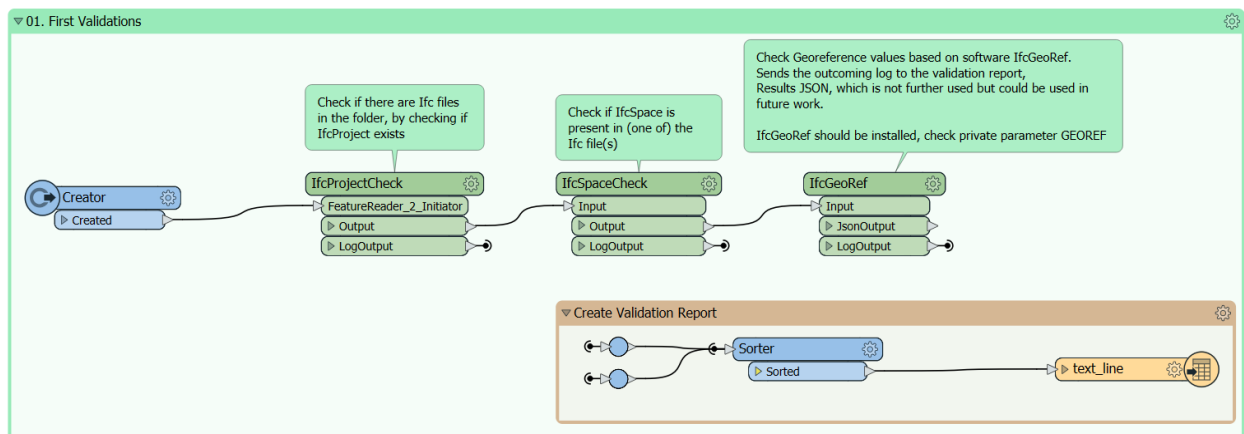 01. First Validations
Check Georeference values based on software IfcGeoRef.
Sends the outcoming log to the validation report,
Results JSON, which is not further used but could be used in
future work.
IfcGeoRef should be installed, check private parameter GEOREF
Check if there are Ifc files
in the folder, by checking if
IfcProject exists
Check if IfcSpace is
present in (one of) the
Ifc file(s)
Creator
Created
IfcProjectCheck
FeatureReader_2_Initiator
Output
LogOutput
IfcSpaceCheck
Input
Output
LogOutput
IfcGeoRef
Input
JsonOutput
LogOutput
Create Validation Report
Sorter
Sorted
text_line